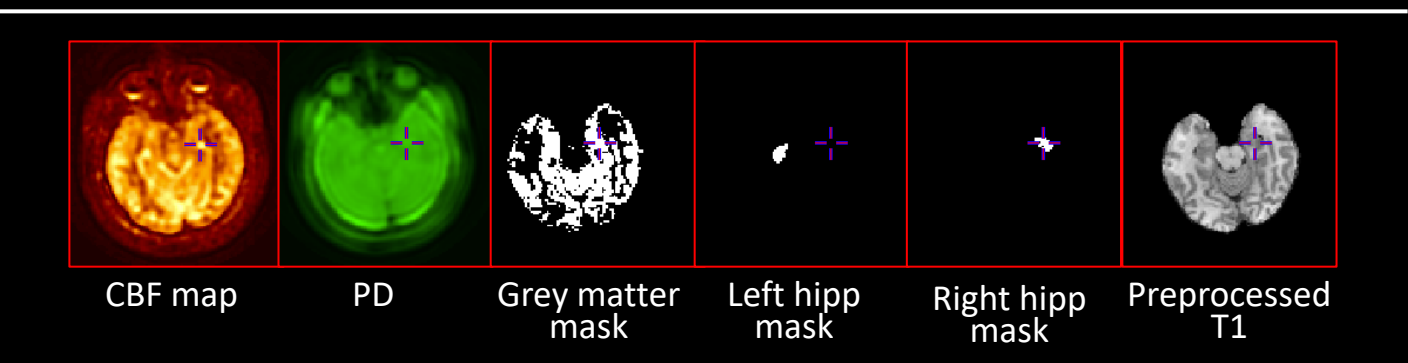 CBF map
PD
Grey matter
mask
Left hipp
mask
Right hipp
mask
Preprocessed
T1